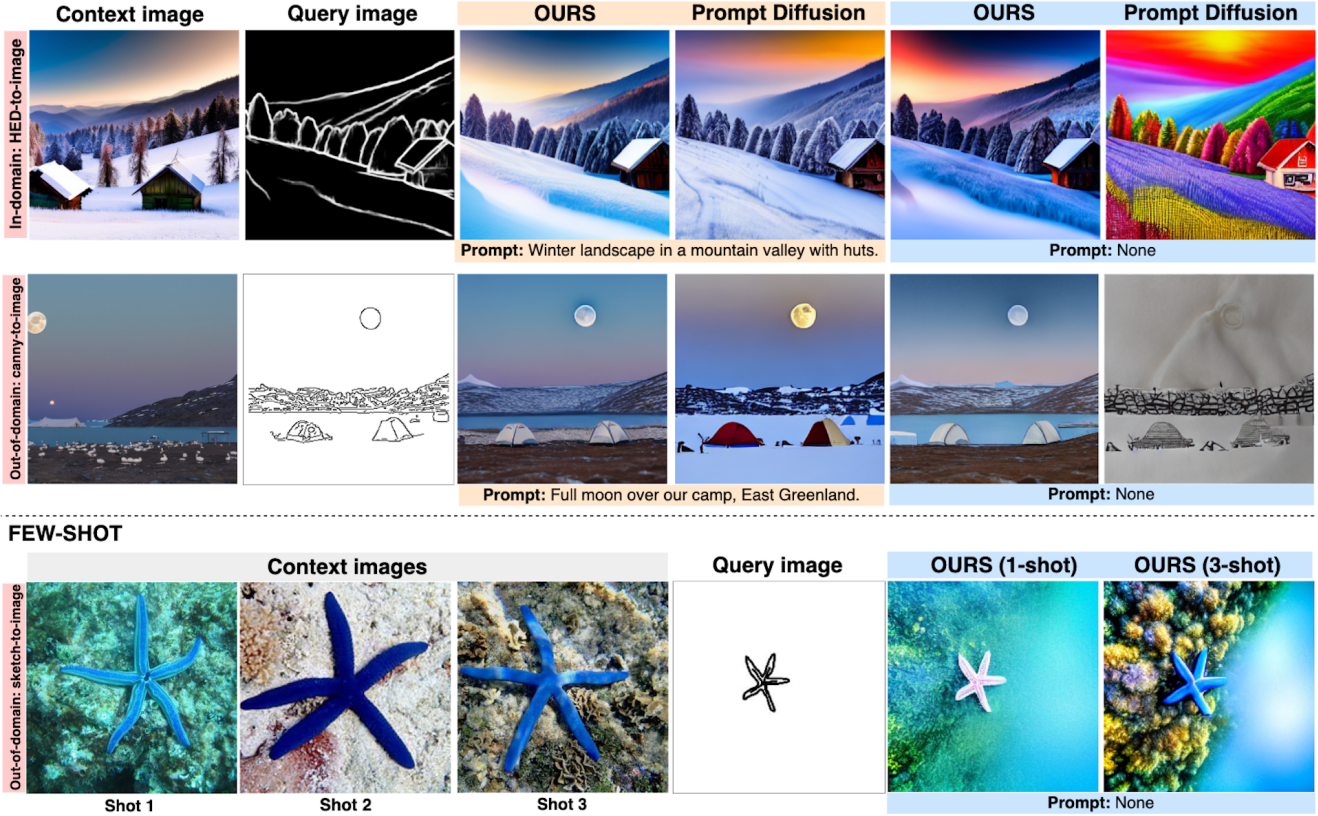 Context image
Query image
OURS
Prompt Diffusion
OURS
Prompt Diffusion
In-domain: HED-to-image
Prompt: Winter landscape in a mountain valley with huts.
Prompt: None
Out-of-domain: canny-to-image
Prompt: Full moon over our camp, East Greenland.
Prompt: None
FEW-SHOT
Context images
Query image
OURS (1-shot)
OURS (3-shot)
Out-of-domain: sketch-to-image
Shot 1
Shot 2
Shot 3
Prompt: None